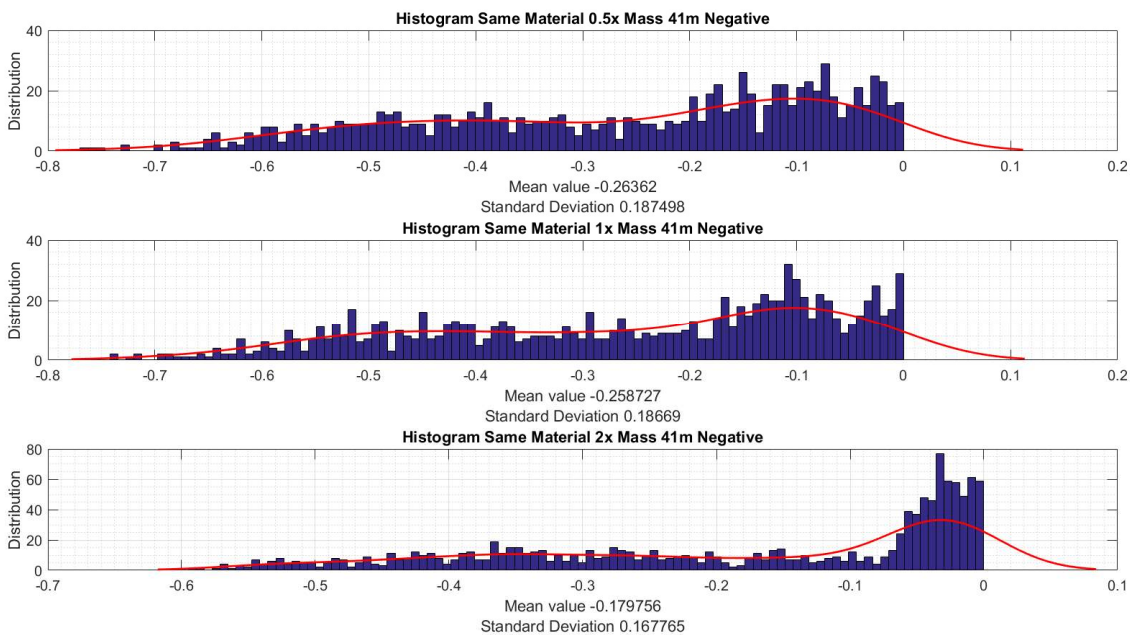 Histogram Same Material 0.5x Mass 41m Negative
40
20
0
Distribution
-0.8 -0.7 -0.6 -0.5 -0.4 -0.3 -0.2 -0.1 0 0.1 0.2
Mean value -0.26362
Standard Deviation 0.187498
Histogram Same Material 1x Mass 41m Negative
40
20
0
Distribution
-0.8 -0.7 -0.6 -0.5 -0.4 -0.3 -0.2 -0.1 0 0.1 0.2
Mean value -0.258727
Standard Deviation 0.18669
Histogram Same Material 2x Mass 41m Negative
80
60
40
20
0
Distribution
-0.7 -0.6 -0.5 -0.4 -0.3 -0.2 -0.1 0 0.1
Mean value -0.179756
Standard Deviation 0.167765